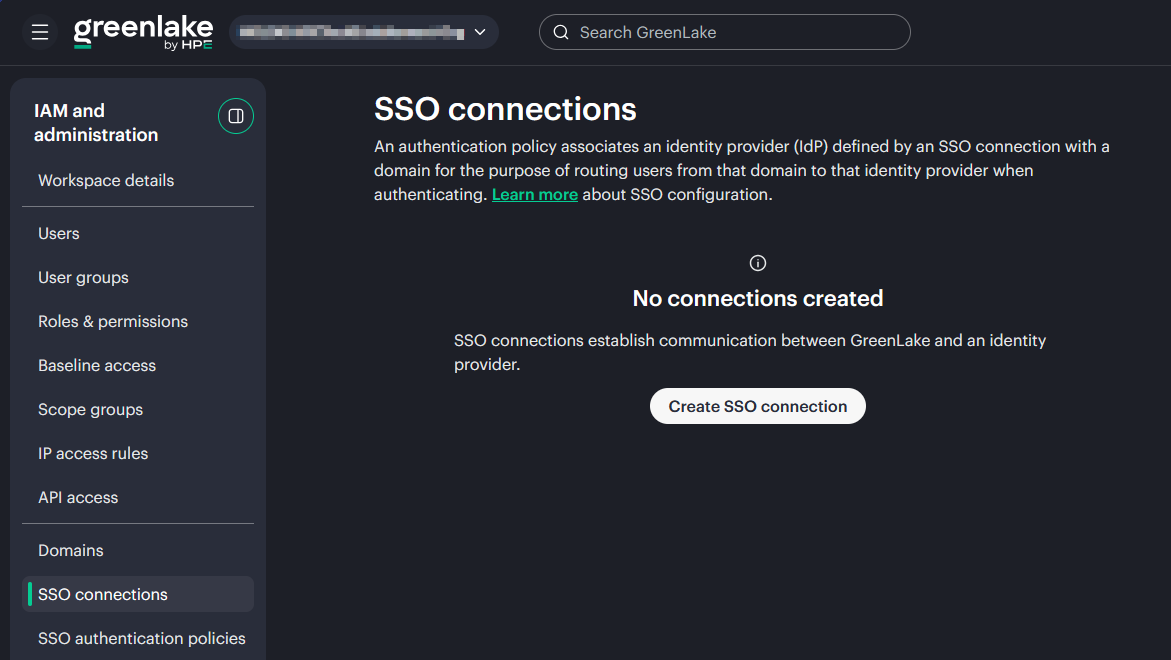 greenlake
by HPE
Search GreenLake
IAM and
administration
Workspace details
Users
User groups
Roles & permissions
Baseline access
Scope groups
IP access rules
API access
Domains
SSO connections
SSO authentication policies
SSO connections
An authentication policy associates an identity provider (IdP) defined by an SSO connection with a
domain for the purpose of routing users from that domain to that identity provider when
authenticating. Learn more about SSO configuration.
No connections created
SSO connections establish communication between GreenLake and an identity
provider.
Create SSO connection